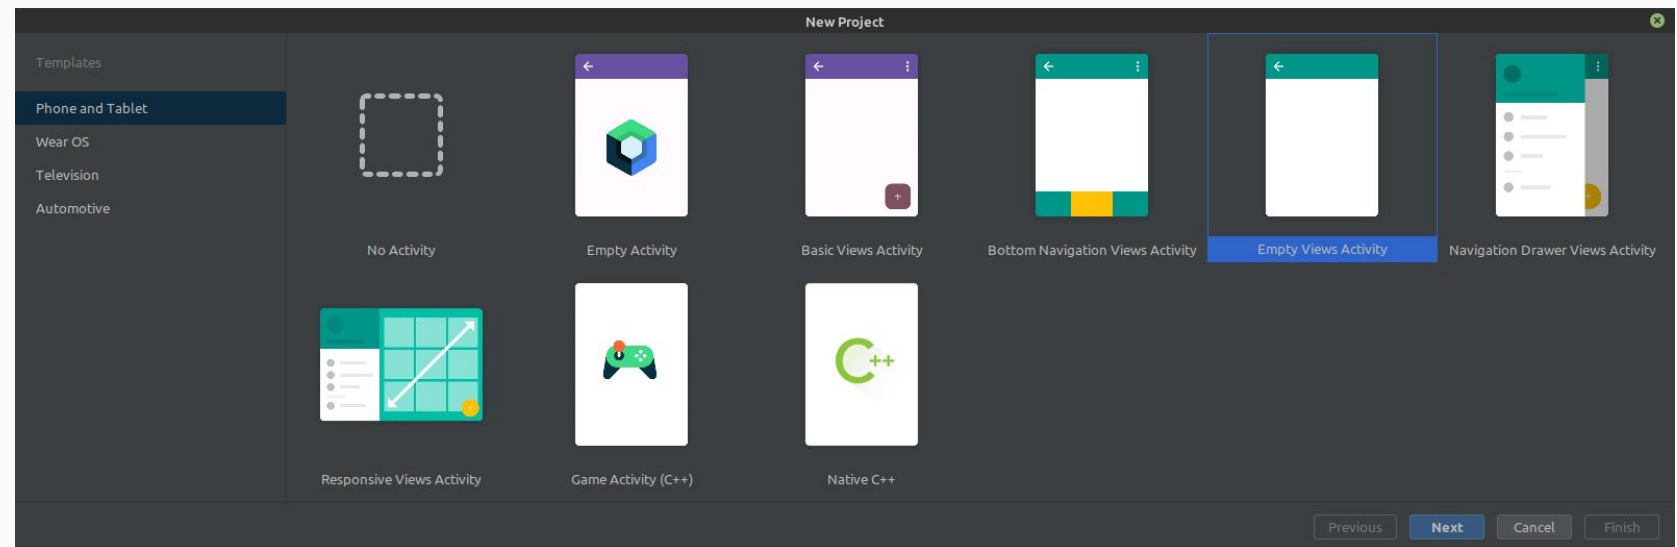 New Project
Templates
Phone and Tablet
Wear OS
Television
Automotive
No Activity
Empty Activity
Basic Views Activity
Bottom Navigation Views Activity
Empty Views Activity
Navigation Drawer Views Activity
C++
Responsive Views Activity
Game Activity (C++)
Native C++
Previous
Next
Cancel
Finish